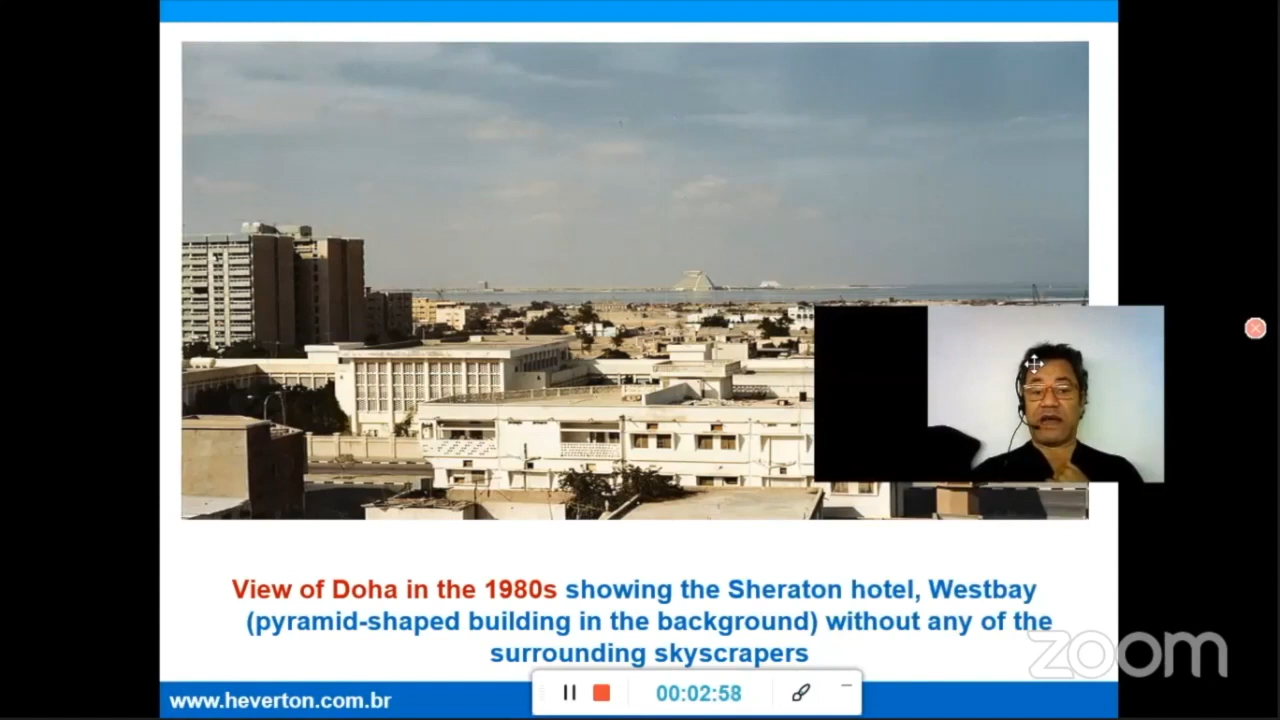 View of Doha in the 1980s showing the Sheraton hotel, Westbay
(pyramid-shaped building in the background) without any of the
surrounding skyscrapers
zoom
www.heverton.com.br
00:02:58